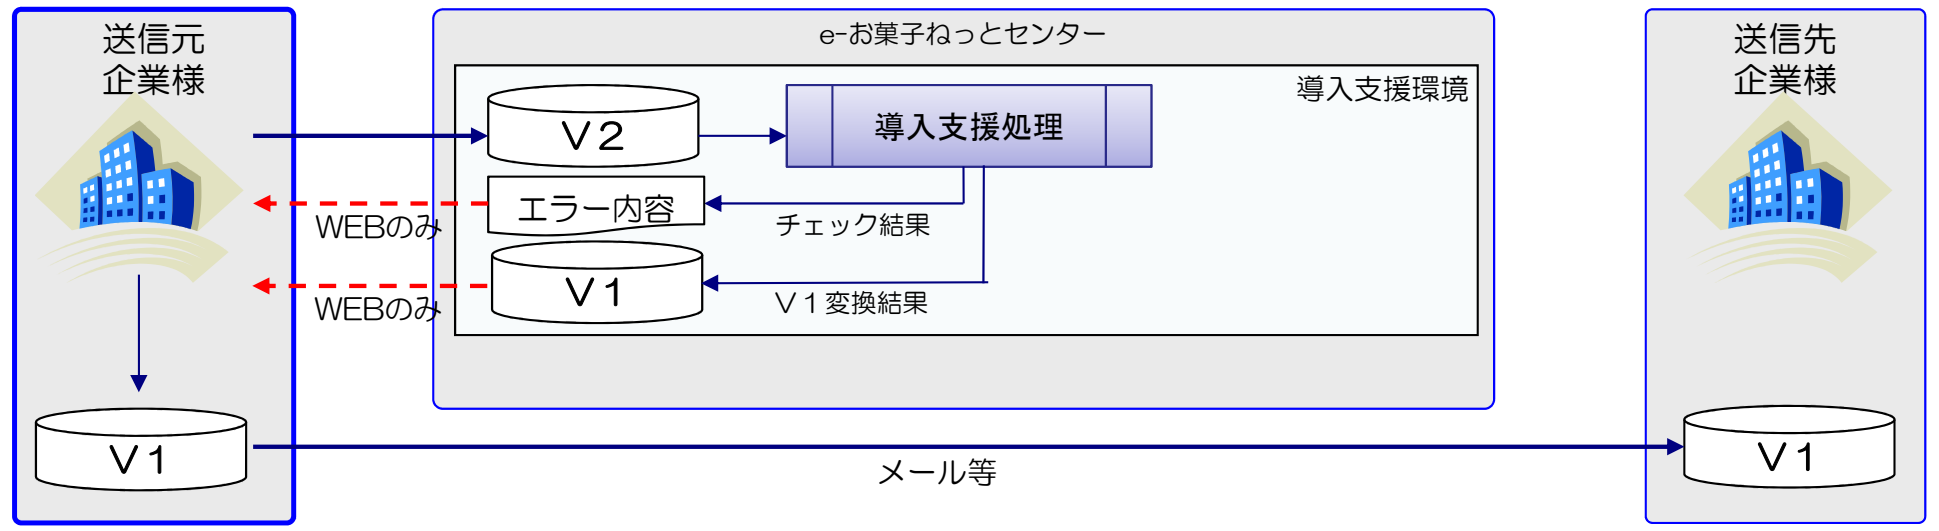 送信元
企業様
e-お菓子ねっとセンター
送信先
企業様
導入支援環境
Ｖ２
導入支援処理
エラー内容
WEBのみ
チェック結果
Ｖ１
WEBのみ
Ｖ１変換結果
Ｖ１
メール等
Ｖ１